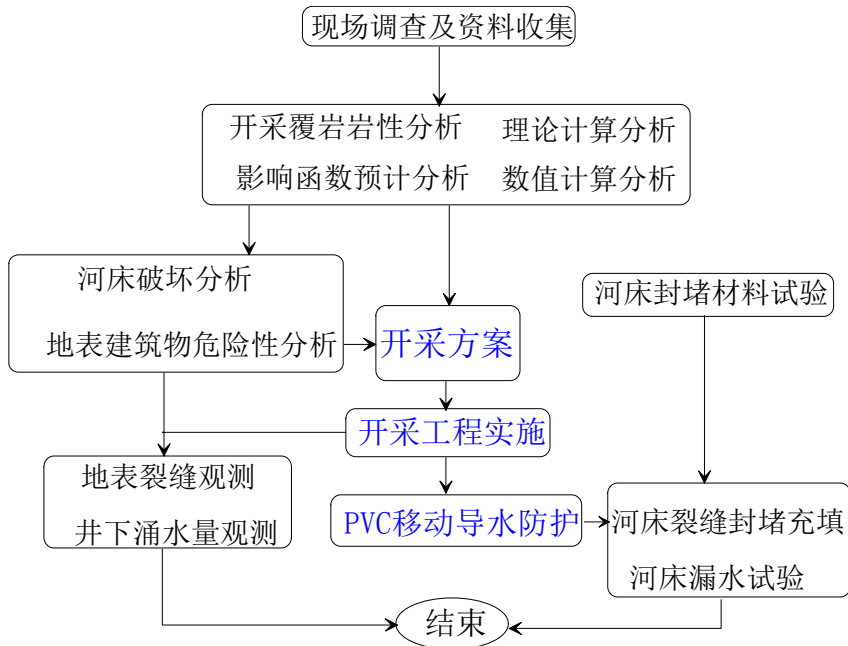 现场调查及资料收集
开采覆岩岩性分析 理论计算分析
影响函数预计分析 数值计算分析
河床破坏分析
地表建筑物危险性分析
开采方案
河床封堵材料试验
开采工程实施
地表裂缝观测
井下涌水量观测
PVC移动导水防护
河床裂缝封堵充填
河床漏水试验
结束